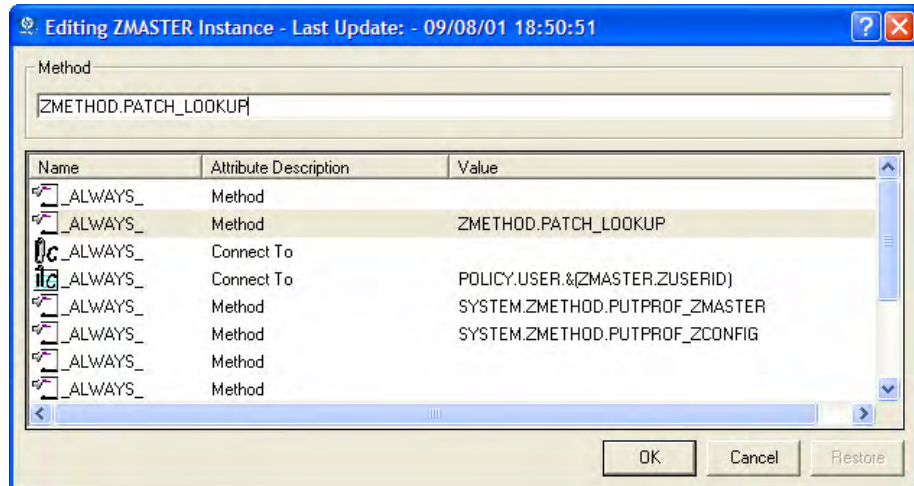 Editing ZMASTER Instance - Last Update: - 09/08/01 18:50:51
Method
ZMETHOD.PATCH_LOOKUP
Name Attribute Description Value
_ALWAYS_ Method
_ALWAYS_ Method ZMETHOD.PATCH_LOOKUP
_ALWAYS_ Connect To
_ALWAYS_ Connect To POLICY.USER.&(ZMASTER.ZUSERID)
_ALWAYS_ Method SYSTEM.ZMETHOD.PUTPROF_ZMASTER
_ALWAYS_ Method SYSTEM.ZMETHOD.PUTPROF_ZCONFIG
_ALWAYS_ Method
_ALWAYS_ Method
OK Cancel Restore